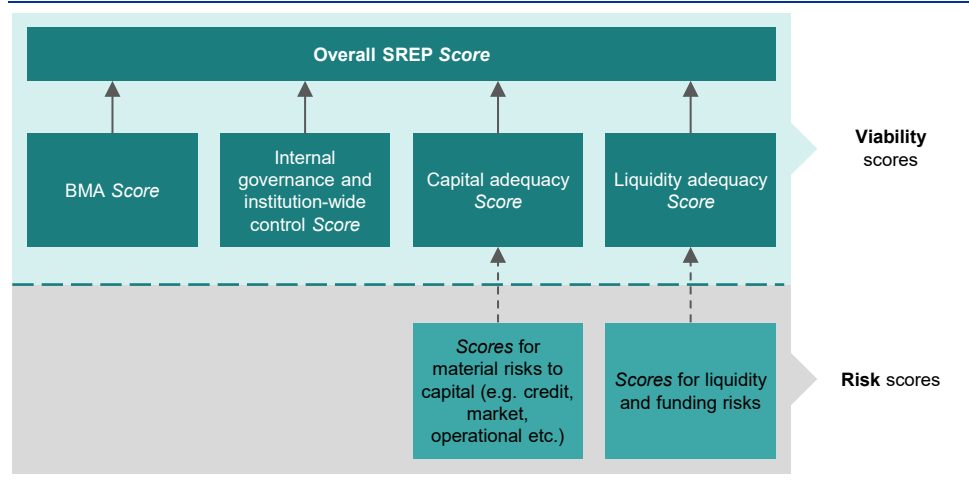 Overall SREP Score
BMA Score
Internal
governance and
institution-wide
control Score
Capital adequacy
Score
Liquidity adequacy
Score
Viability
scores
Scores for
material risks to
capital (e.g. credit,
market,
operational etc.)
Scores for liquidity
and funding risks
Risk scores